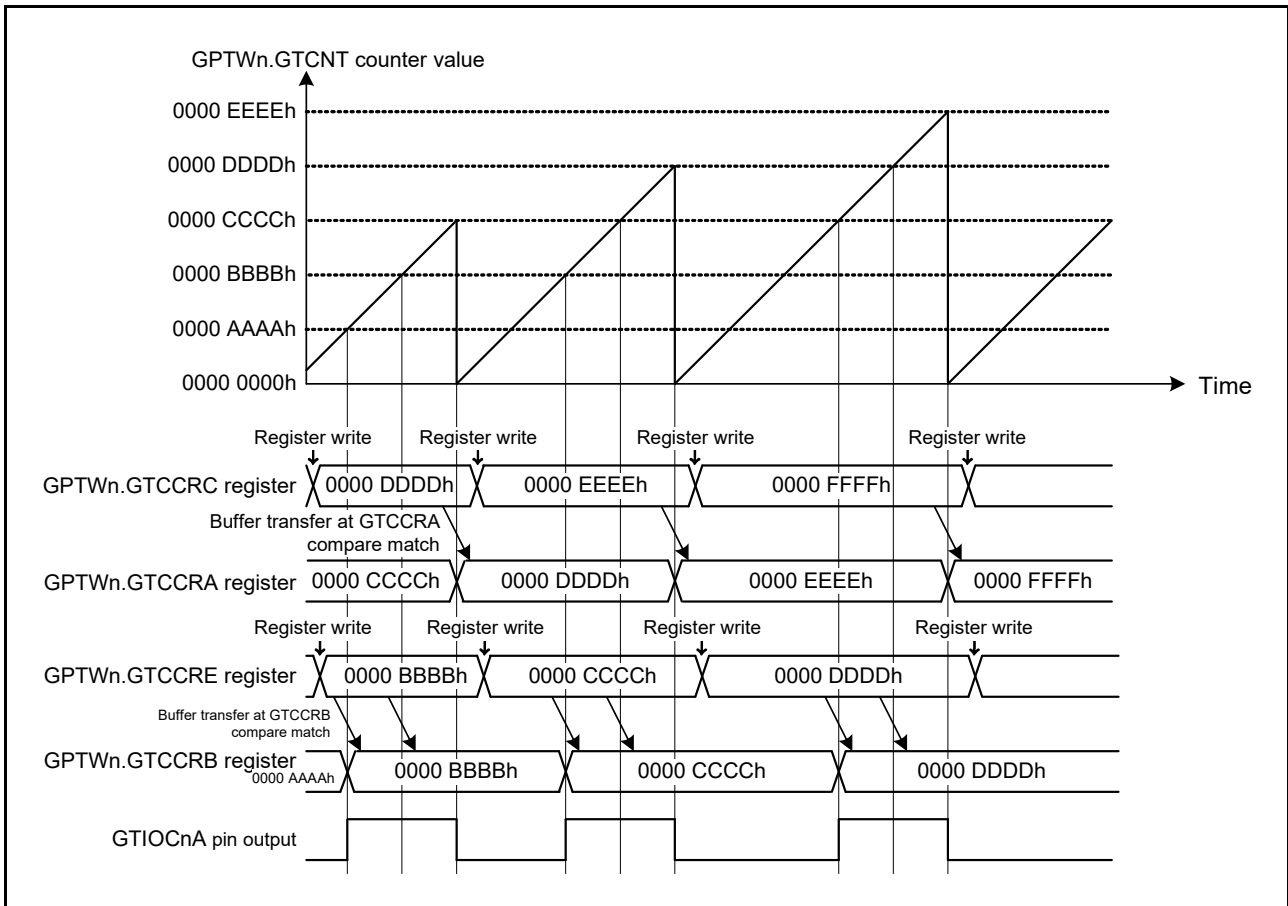 GPTWn.GTCNT counter value
0000 EEEEh
0000 DDDDh
0000 CCCCh
0000 BBBBh
0000 AAAAh
0000 0000h
Time
Register write Register write Register write Register write
GPTWn.GTCCRC register 0000 DDDDh 0000 EEEEh 0000 FFFFh
Buffer transfer at GTCCRA
compare match
GPTWn.GTCCRA register 0000 CCCCh 0000 DDDDh 0000 EEEEh 0000 FFFFh
Register write Register write Register write Register write
GPTWn.GTCCRE register 0000 BBBBh 0000 CCCCh 0000 DDDDh
Buffer transfer at GTCCRB
compare match
GPTWn.GTCCRB register 0000 AAAAh 0000 BBBBh 0000 CCCCh 0000 DDDDh
GTIOCnA pin output